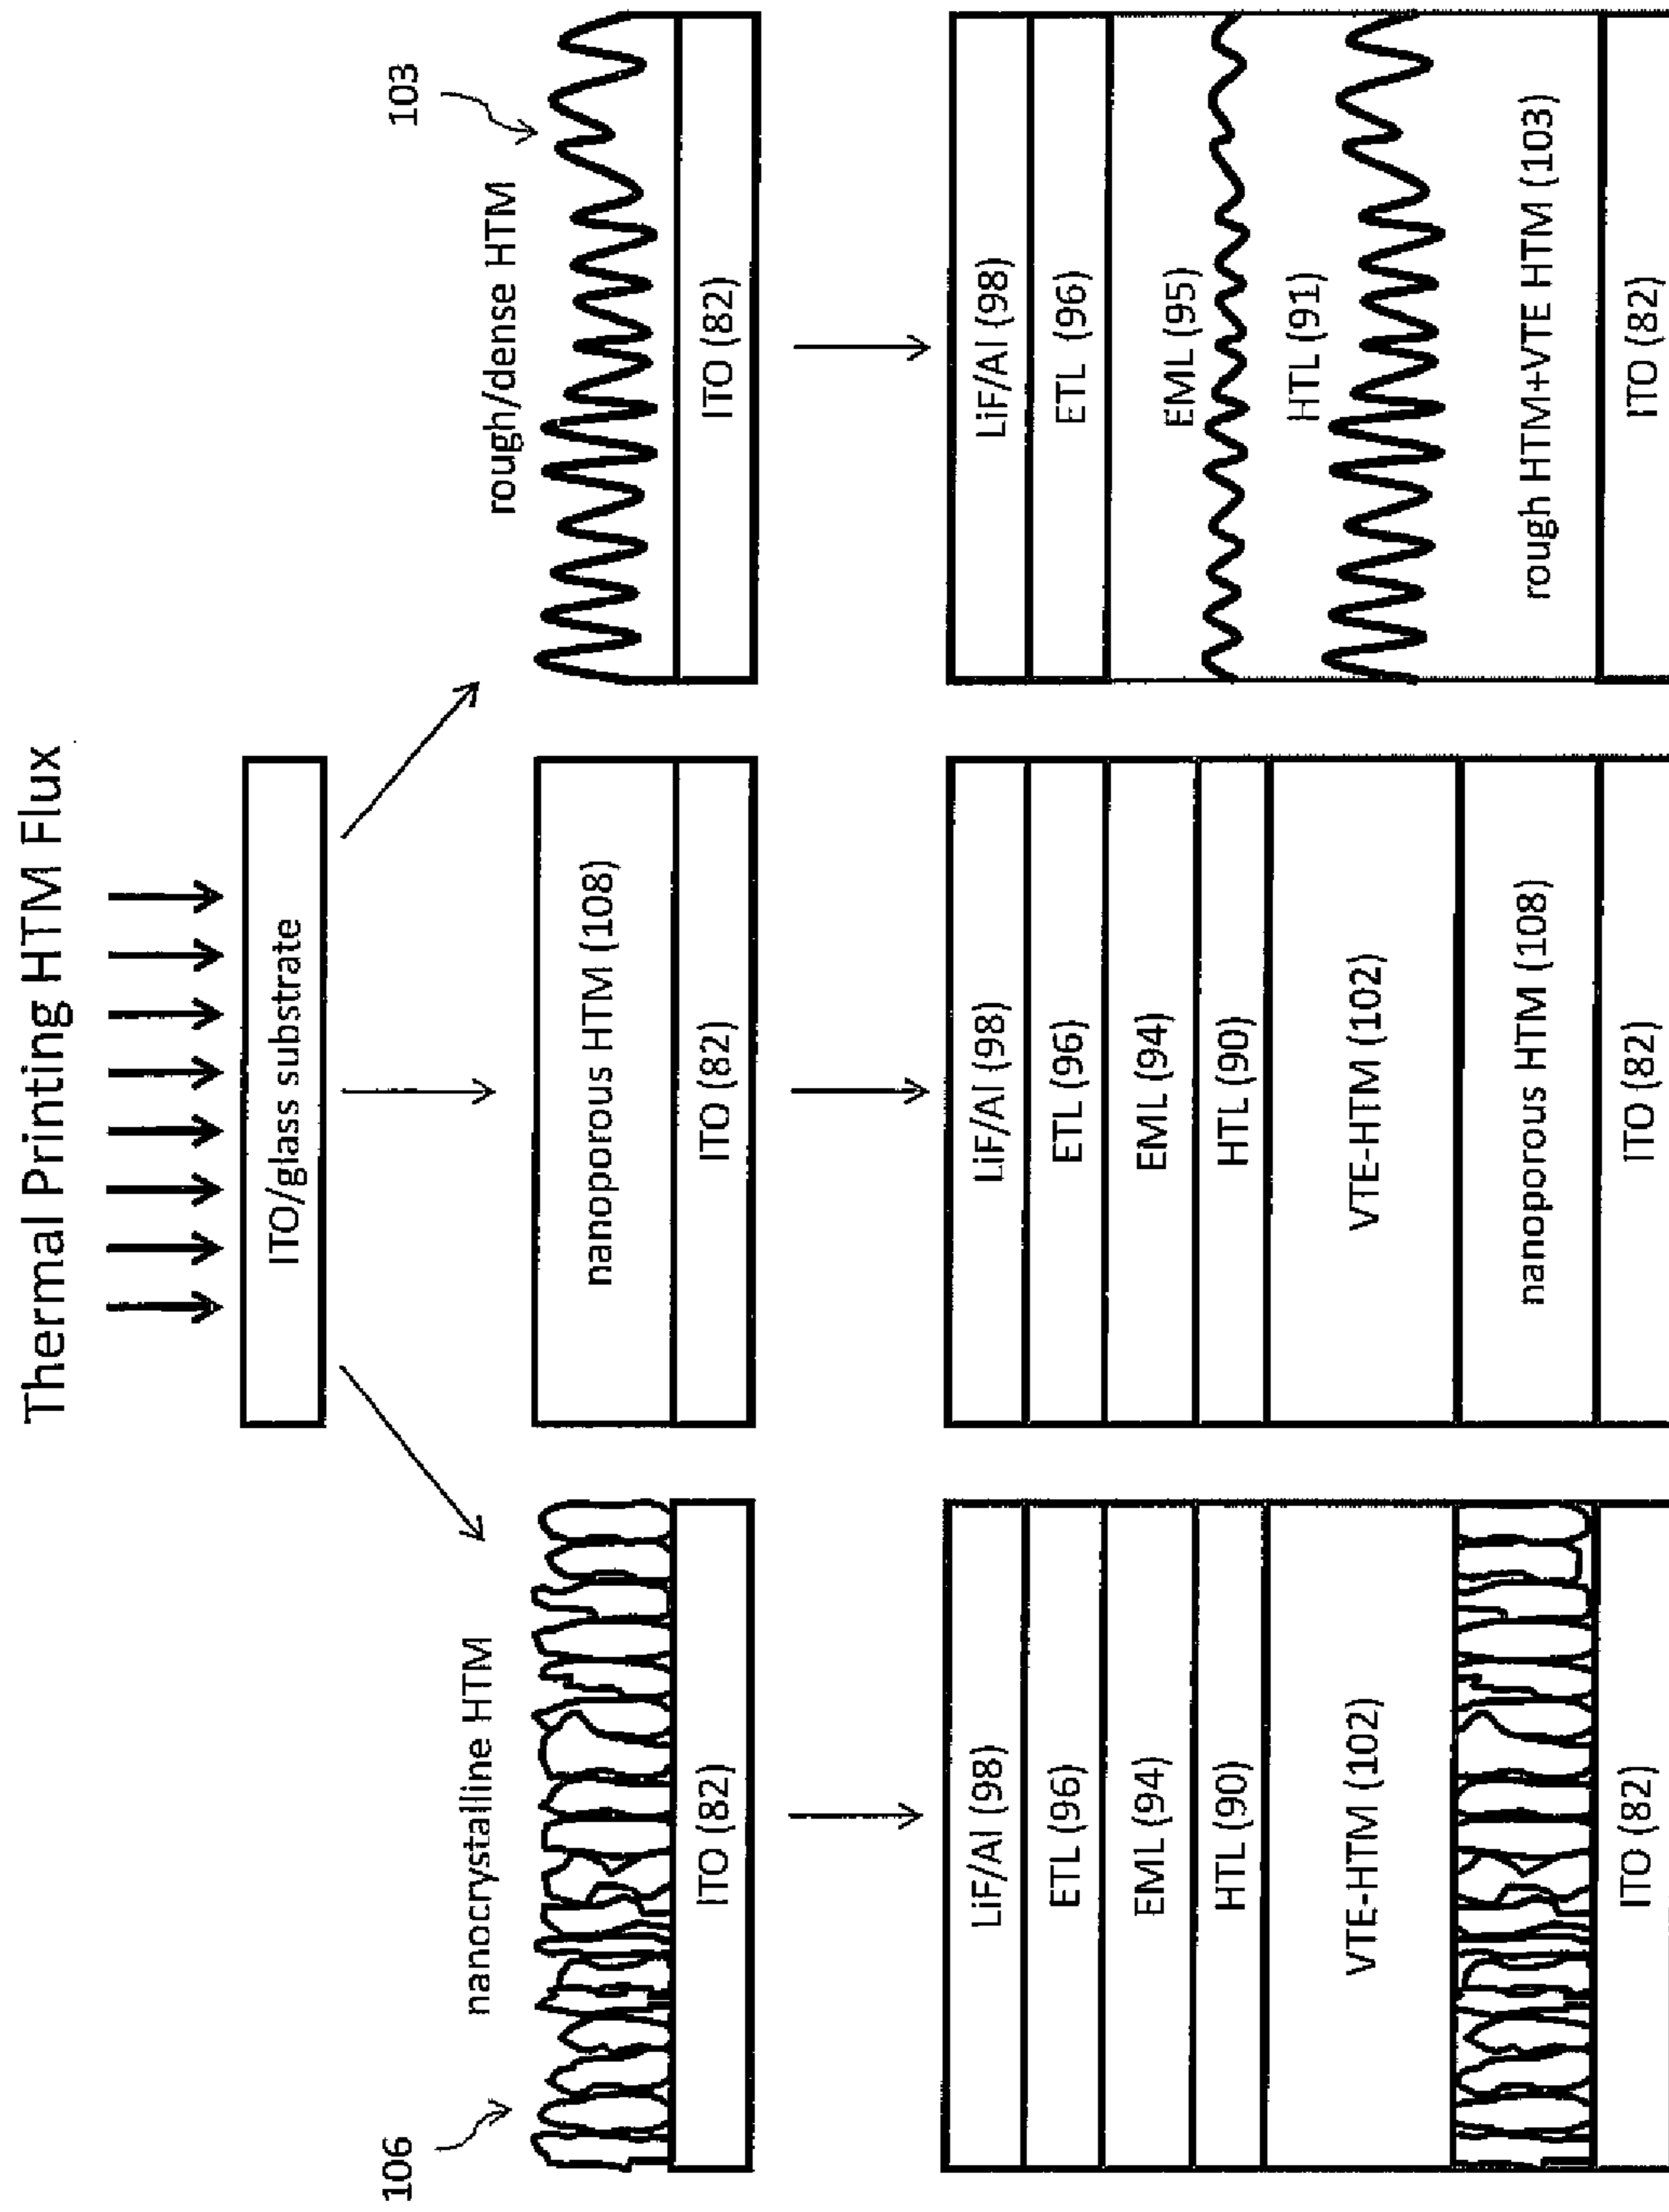 Thermal Printing HTM Flux
ITO/glass substrate
106
nanocrystalline HTM
ITO (82)
nanoporous HTM (108)
ITO (82)
103
rough/dense HTM
ITO (82)
LiF/Al (98)
ETL (96)
EML (94)
HTL (90)
VTE-HTM (102)
ITO (82)
LiF/Al (98)
ETL (96)
EML (94)
HTL (90)
VTE-HTM (102)
nanoporous HTM (108)
ITO (82)
LiF/Al (98)
ETL (96)
EML (95)
HTL (91)
rough HTM+VTE HTM (103)
ITO (82)